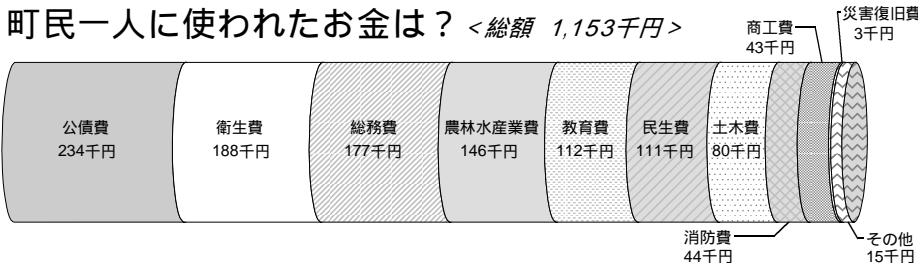 町民一人に使われたお金は？<総額 1,153千円>
公債費
234千円
衛生費
188千円
総務費
177千円
農林水産業費
146千円
教育費
112千円
民生費
111千円
土木費
80千円
消防費
44千円
商工費
43千円
災害復旧費
3千円
その他
15千円